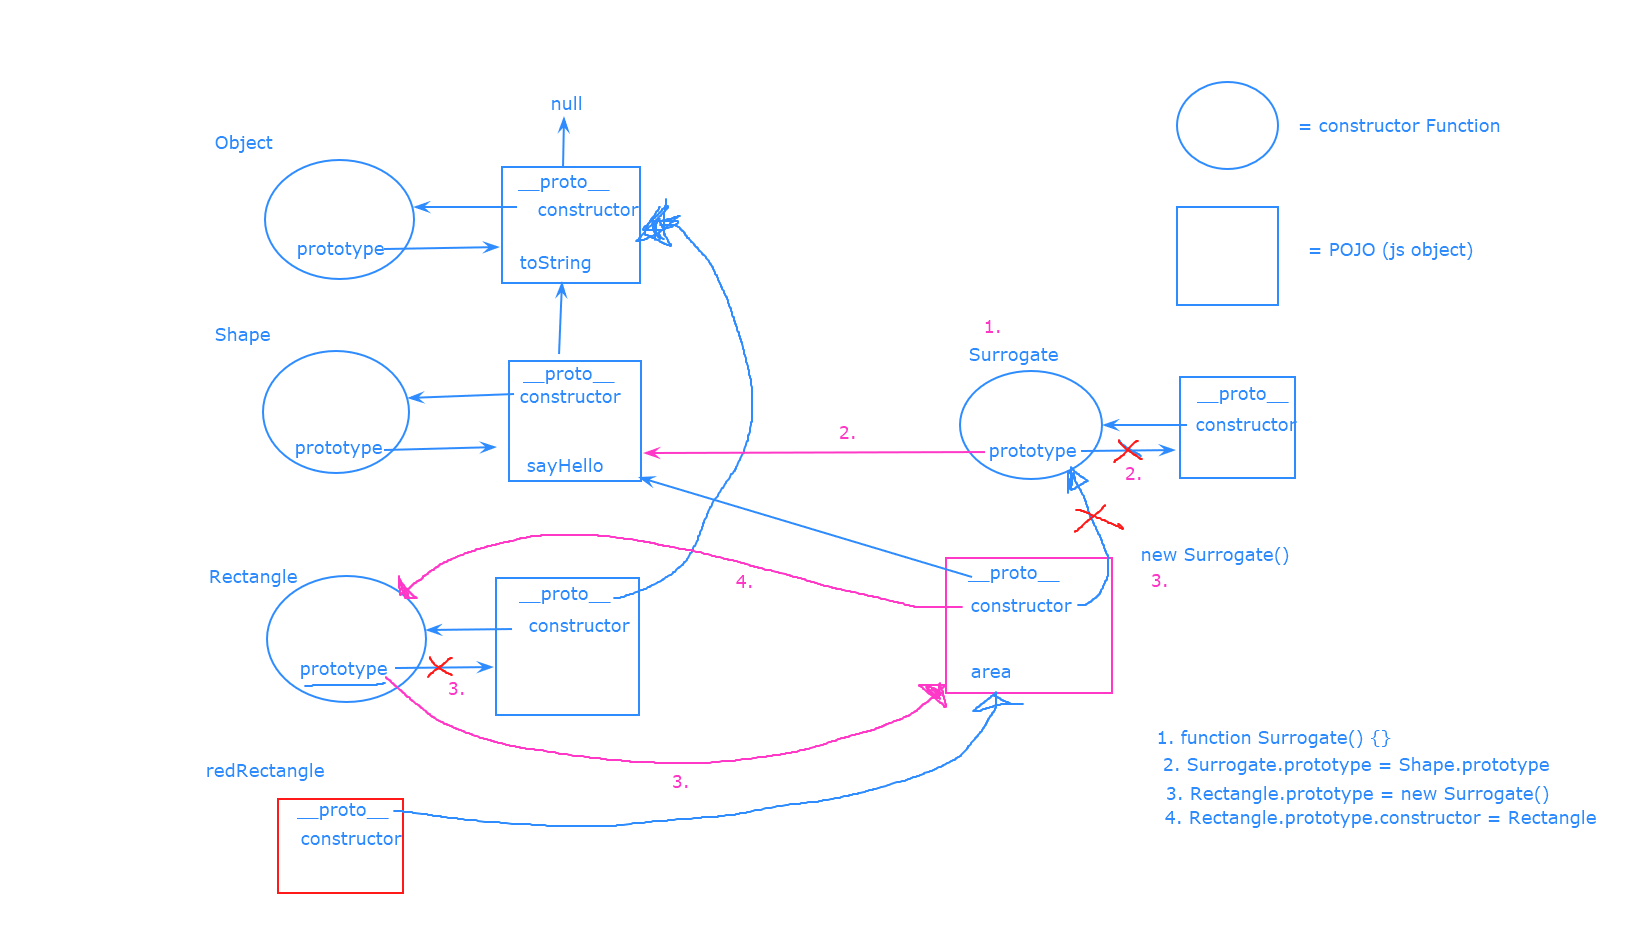 null
Object
__proto__
constructor
prototype
toString
= constructor Function
= POJO (js object)
Shape
__proto__
constructor
prototype
sayHello
1.
Surrogate
prototype
__proto__
constructor
2.
2.
Rectangle
__proto__
constructor
prototype
3.
4.
__proto__
constructor
area
new Surrogate()
3.
3.
redRectangle
__proto__
constructor
1. function Surrogate() {}
2. Surrogate.prototype = Shape.prototype
3. Rectangle.prototype = new Surrogate()
4. Rectangle.prototype.constructor = Rectangle